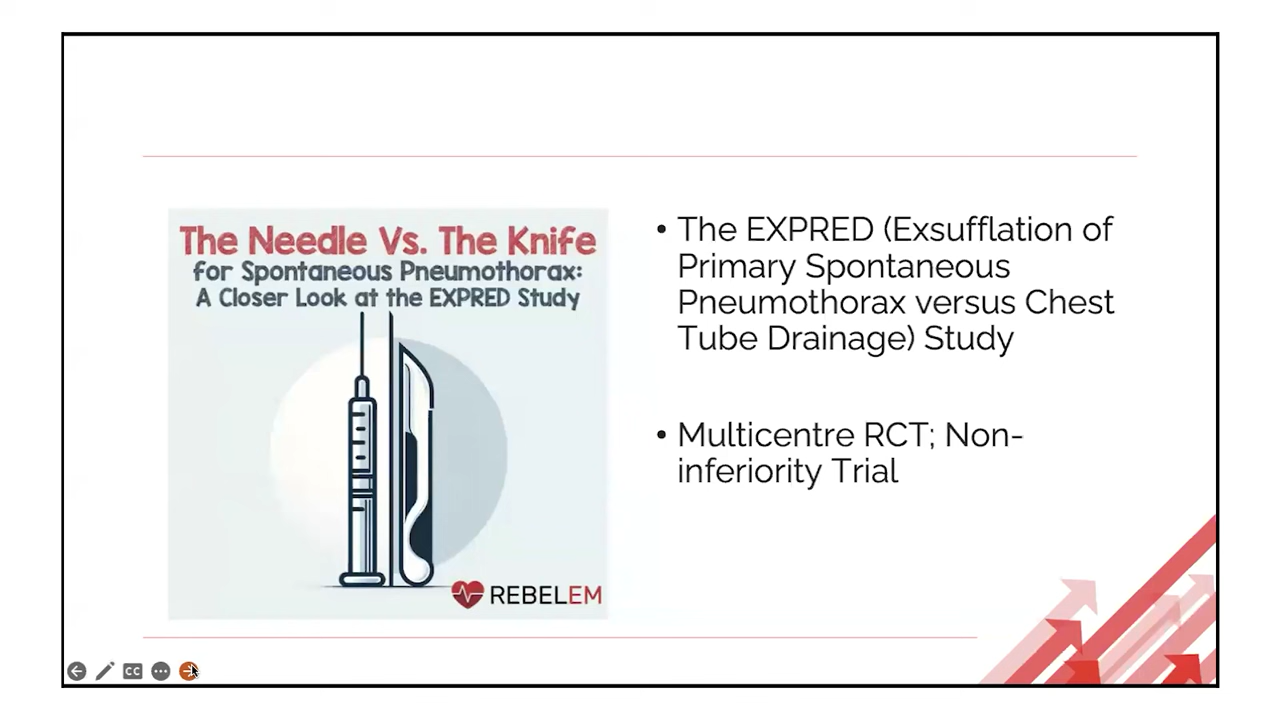 The Needle Vs. The Knife
for Spontaneous Pneumothorax:
A Closer Look at the EXPRED Study
REBELEM
• The EXPRED (Exsufflation of
Primary Spontaneous
Pneumothorax versus Chest
Tube Drainage) Study
• Multicentre RCT; Non-
inferiority Trial
CC